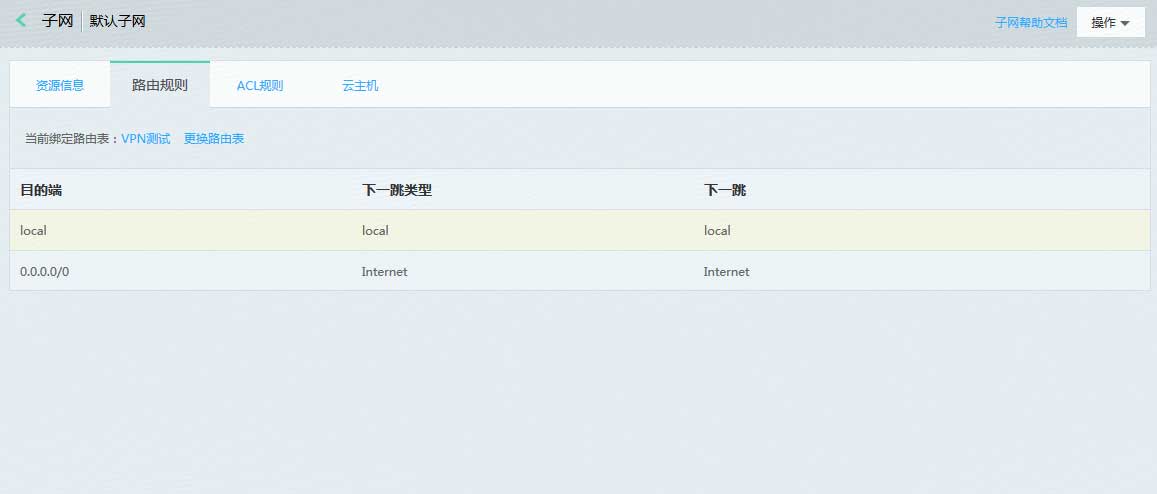 子网 默认子网 子网帮助文档 操作
资源信息 路由规则 ACL规则 云主机
当前绑定路由表：VPN测试 更换路由表
目的端 下一跳类型 下一跳
local local local
0.0.0.0/0 Internet Internet